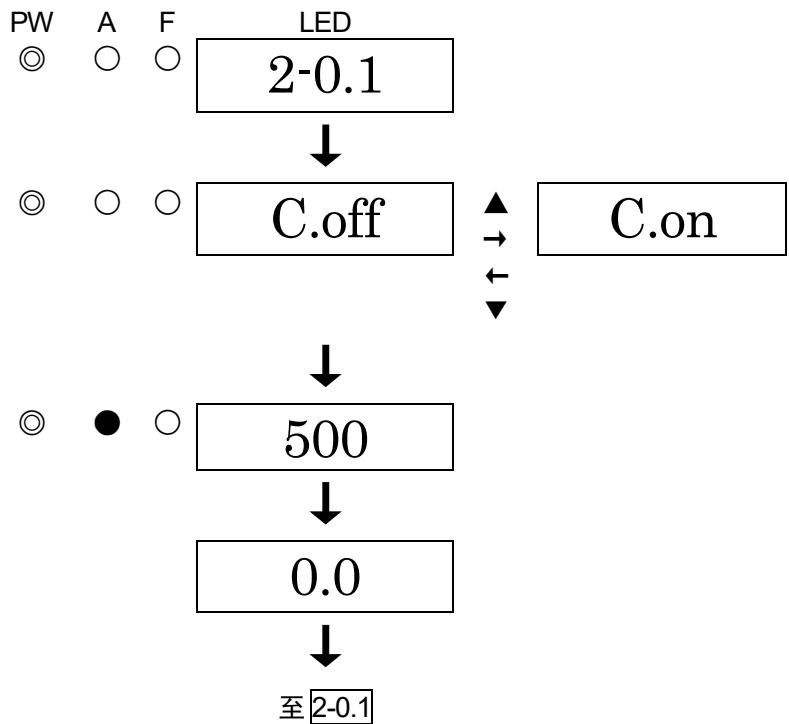 PW A F LED
◎ ○ ○ 2-0.1
↓
◎ ○ ○ C.off ▲ → ← ▼ C.on
↓
◎ ● ○ 500
↓
0.0
↓
至 2-0.1